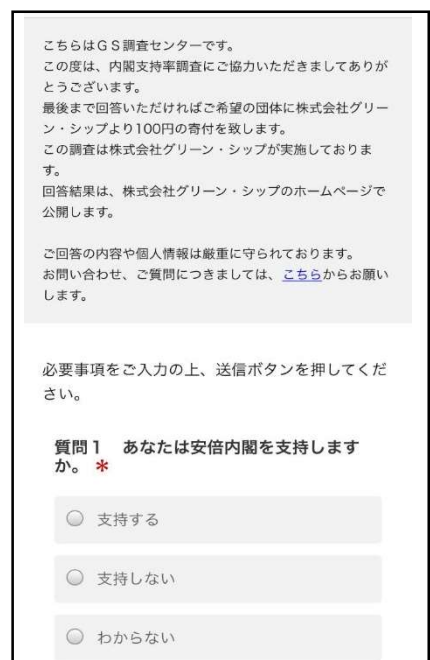 こちらはＧＳ調査センターです。
この度は、内閣支持率調査にご協力いただきましてありが
とうございます。
最後まで回答いただければご希望の団体に株式会社グリー
ン・シップより100円の寄付を致します。
この調査は株式会社グリーン・シップが実施しておりま
す。
回答結果は、株式会社グリーン・シップのホームページで
公開します。
ご回答の内容や個人情報は厳重に守られております。
お問い合わせ、ご質問につきましては、こちらからお願い
します。
必要事項をご入力の上、送信ボタンを押してくだ
さい。
質問１　あなたは安倍内閣を支持します
か。 *
支持する
支持しない
わからない